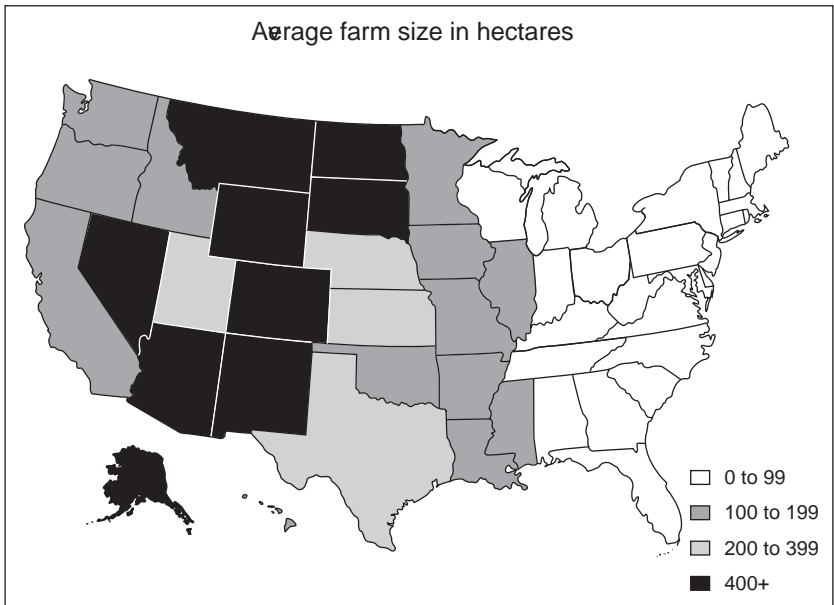 Average farm size in hectares
0 to 99
100 to 199
200 to 399
400+